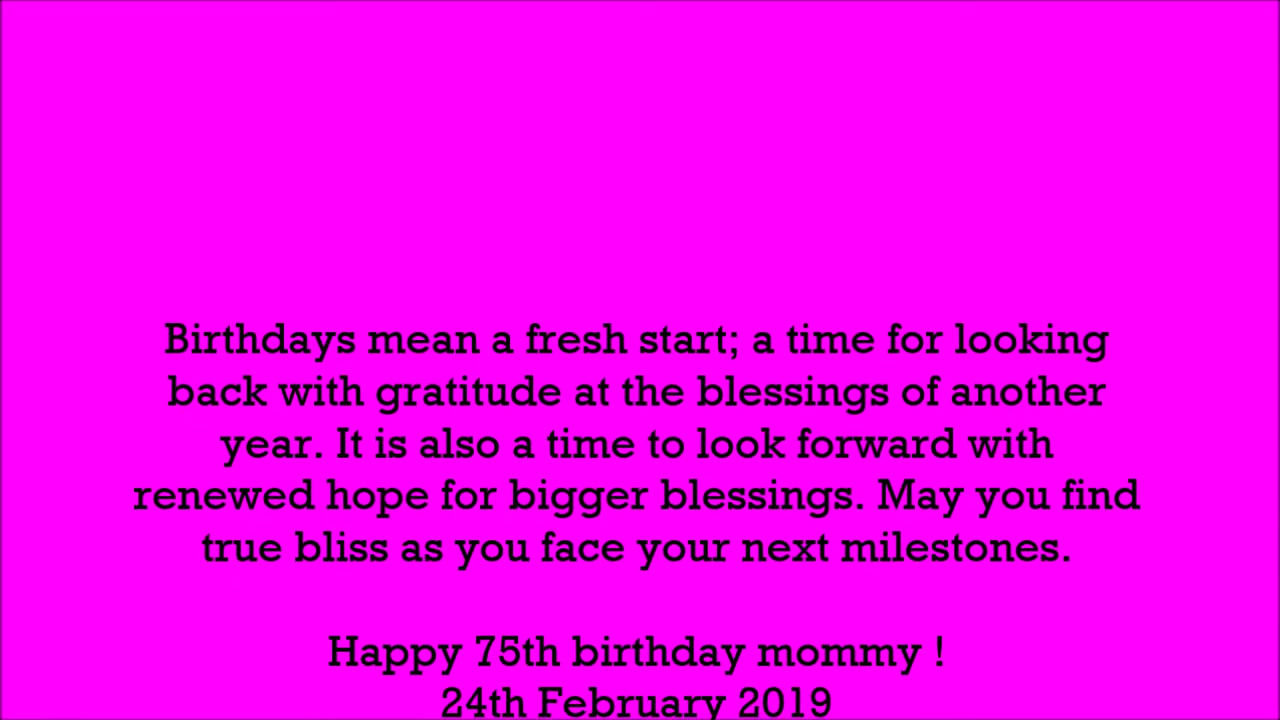 Birthdays mean a fresh start; a time for looking
back with gratitude at the blessings of another
year. It is also a time to look forward with
renewed hope for bigger blessings. May you find
true bliss as you face your next milestones.
Happy 75th birthday mommy !
24th February 2019